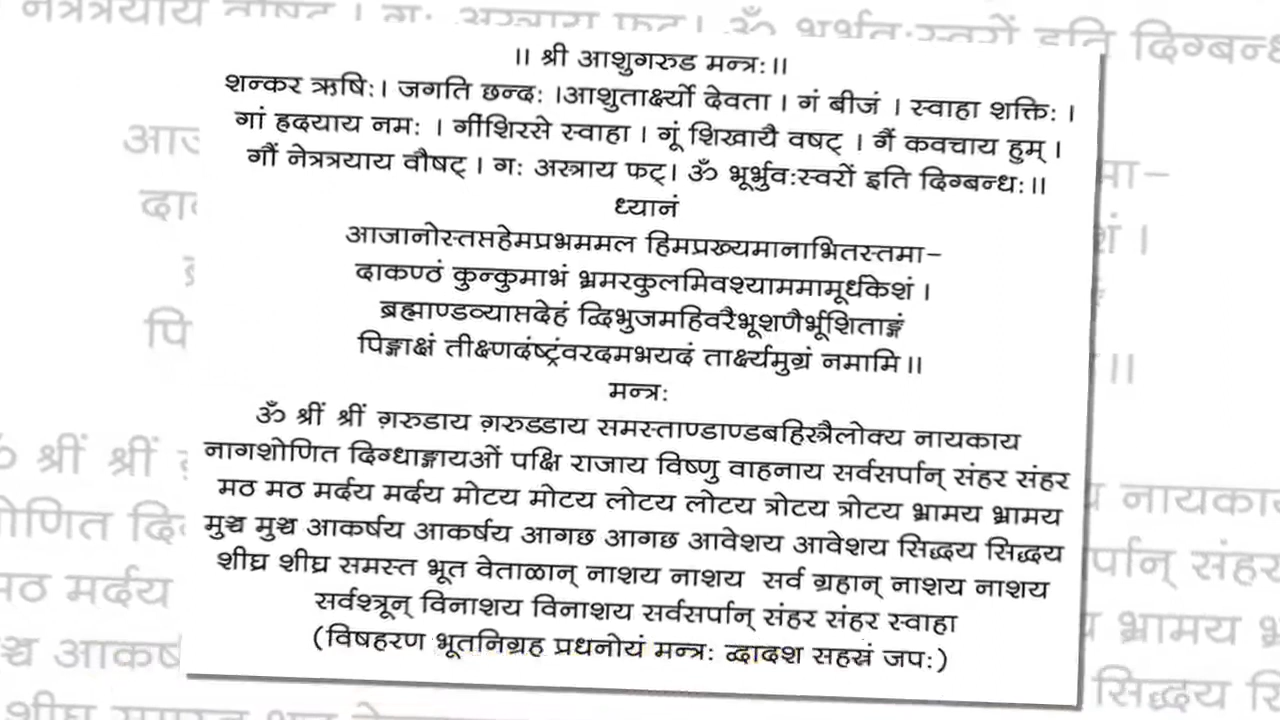 ॥ श्री आशुगरुड मन्त्रः॥
शन्कर ऋषिः। जगति छन्दः ।आशुतार्क्ष्यो देवता । गं बीजं । स्वाहा शक्तिः ।
गां हृदयाय नमः । गींशिरसे स्वाहा । गूं शिखायै वषट् । गैं कवचाय हुम् ।
गौं नेत्रत्रयाय वौषट् । गः अस्त्राय फट्। ॐ भूर्भुवःस्वरों इति दिग्बन्धः॥
ध्यानं
आजानोस्तप्तहेमप्रभममल हिमप्रख्यमानाभितस्तमा–
दाकण्ठं कुन्कुमाभं भ्रमरकुलमिवश्याममामूर्धकेशं ।
ब्रह्माण्डव्याप्तदेहं द्विभुजमहिवरैभूशणैर्भूशिताङ्गं
पिङ्गाक्षं तीक्ष्णदंष्ट्रंवरदमभयदं तार्क्ष्यमुग्रं नमामि॥
मन्त्रः
ॐ श्रीं श्रीं ग़रुडाय ग़रुड्डाय समस्ताण्डाण्डबहिस्त्रैलोक्य नायकाय
नागशोणित दिग्धाङ्गायओं पक्षि राजाय विष्णु वाहनाय सर्वसर्पान् संहर संहर
मठ मठ मर्दय मर्दय मोटय मोटय लोटय लोटय त्रोटय त्रोटय भ्रामय भ्रामय
मुञ्च मुञ्च आकर्षय आकर्षय आगछ आगछ आवेशय आवेशय सिद्धय सिद्धय
शीघ्र शीघ्र समस्त भूत वेताळान् नाशय नाशय सर्व ग्रहान् नाशय नाशय
सर्वश्त्रून् विनाशय विनाशय सर्वसर्पान् संहर संहर स्वाहा
(विषहरण भूतनिग्रह प्रधनोयं मन्त्रः द्वादश सहस्रं जपः)